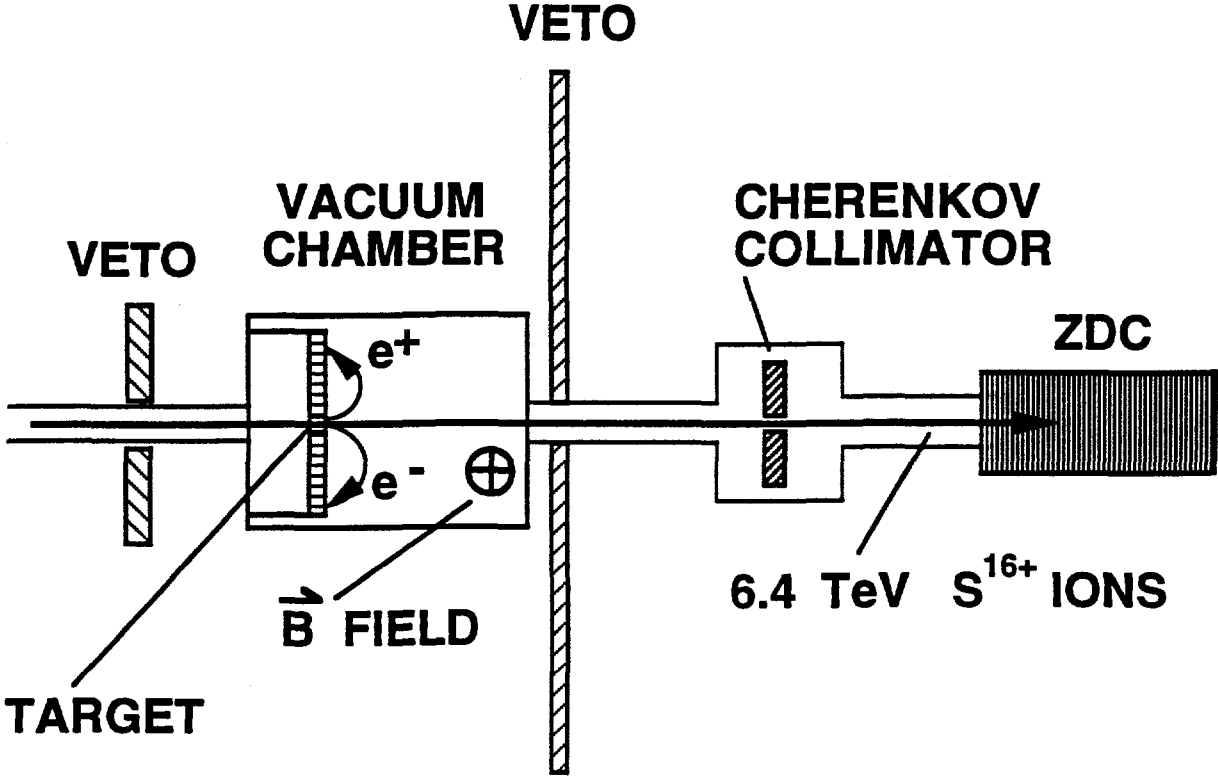 VETO
VACUUM
CHAMBER
CHERENKOV
COLLIMATOR
VETO
ZDC
e+
e-
B FIELD
6.4 TeV S16+ IONS
TARGET